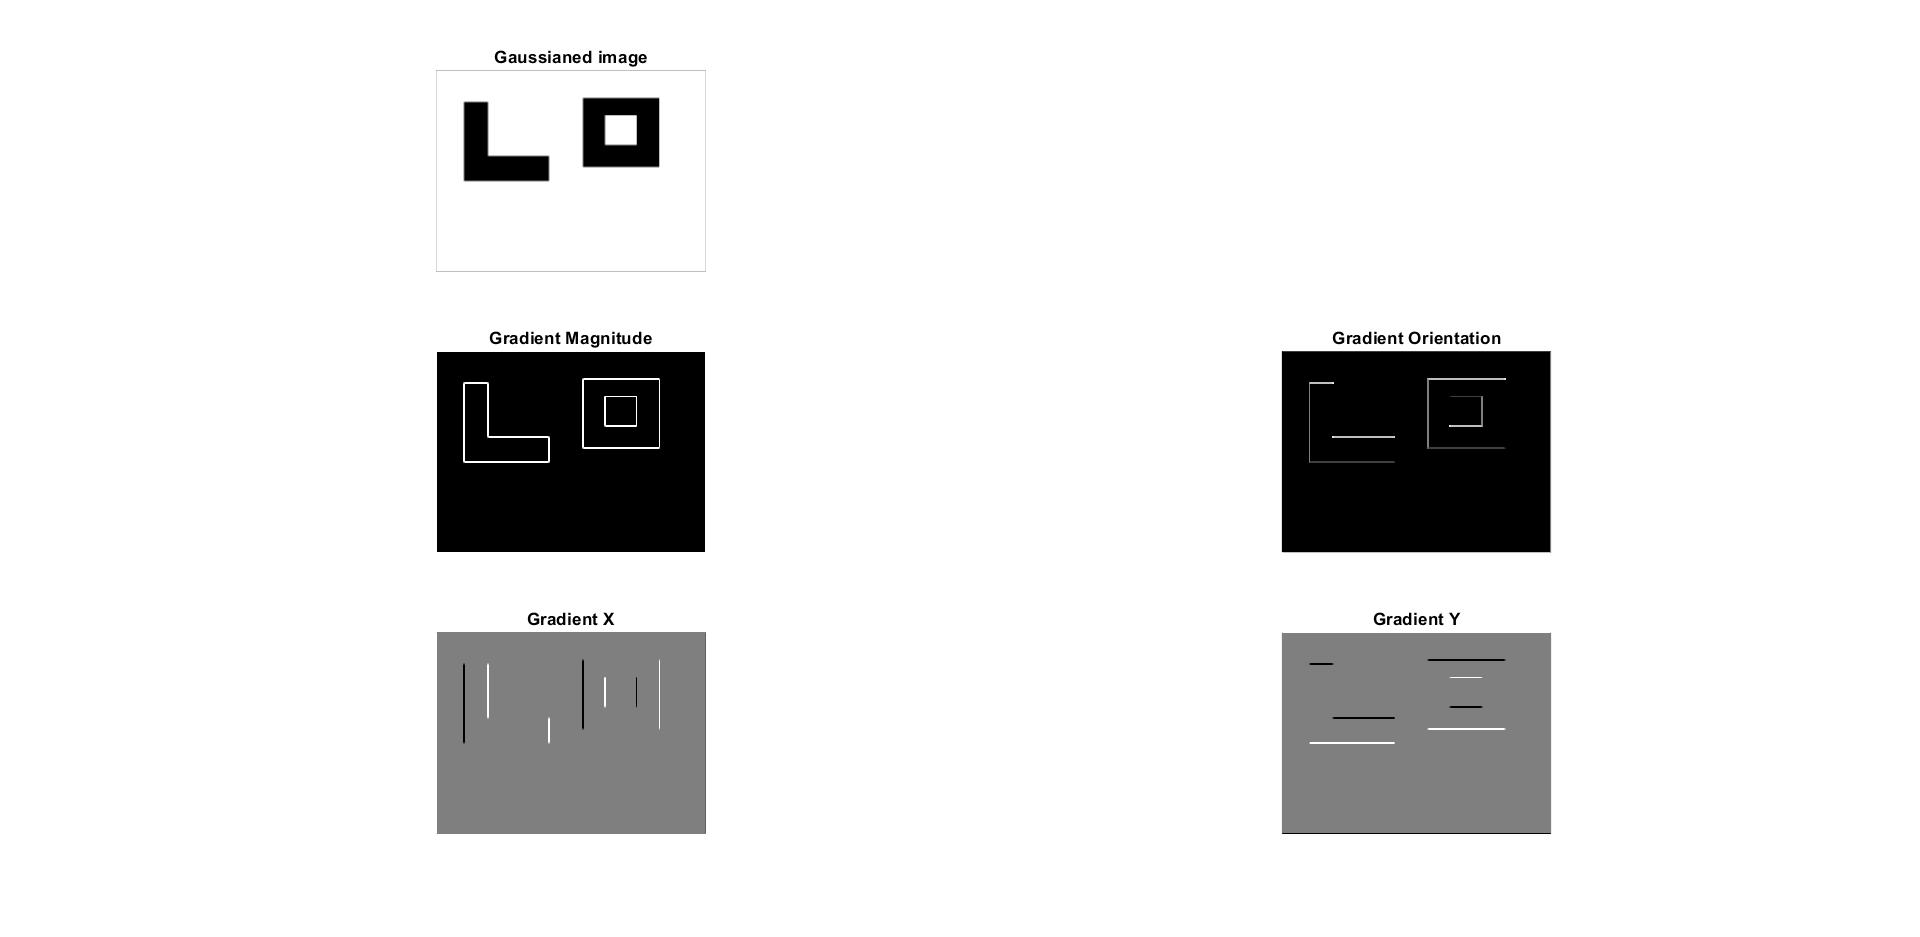 Gaussianed image
Gradient Magnitude
Gradient Orientation
Gradient X
Gradient Y